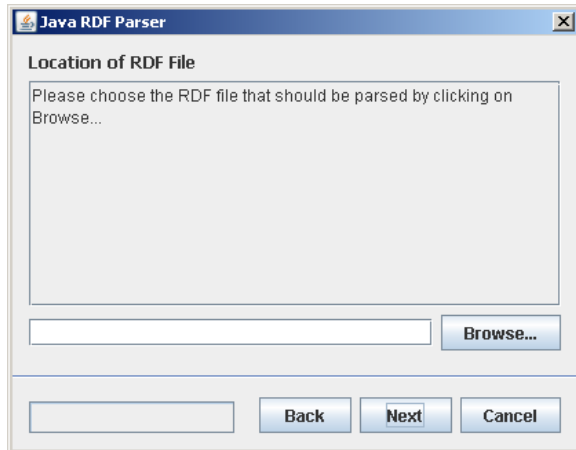 Java RDF Parser
Location of RDF File
Please choose the RDF file that should be parsed by clicking on
Browse...
Browse...
Back Next Cancel